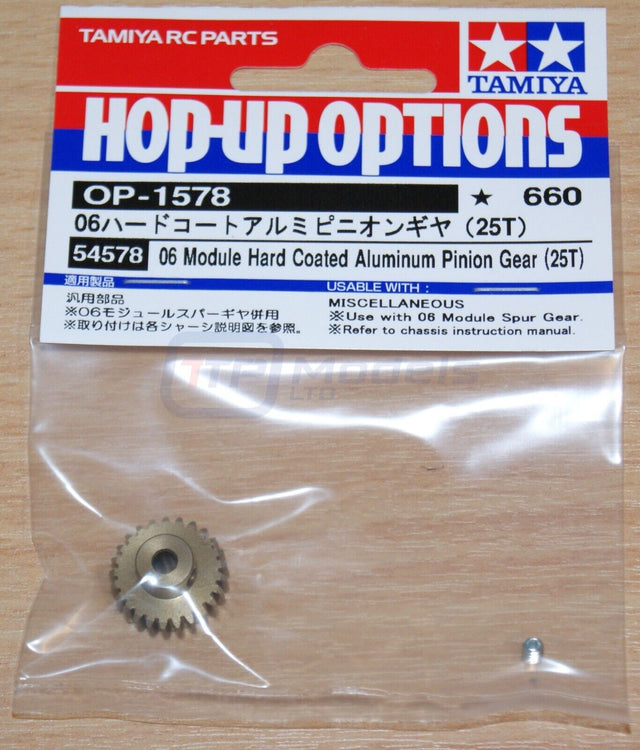 TAMIYA RC PARTS
TAMIYA
HOP-UP OPTIONS
OP-1578 ★ 660
06ハードコートアルミピニオンギヤ（25T）
54578 06 Module Hard Coated Aluminum Pinion Gear (25T)
適用製品
汎用部品
※06モジュールスパーギヤ併用
※取り付けは各シャーシ説明図を参照。
USABLE WITH :
MISCELLANEOUS
※Use with 06 Module Spur Gear.
※Refer to chassis instruction manual.
TTP Models
LTD.